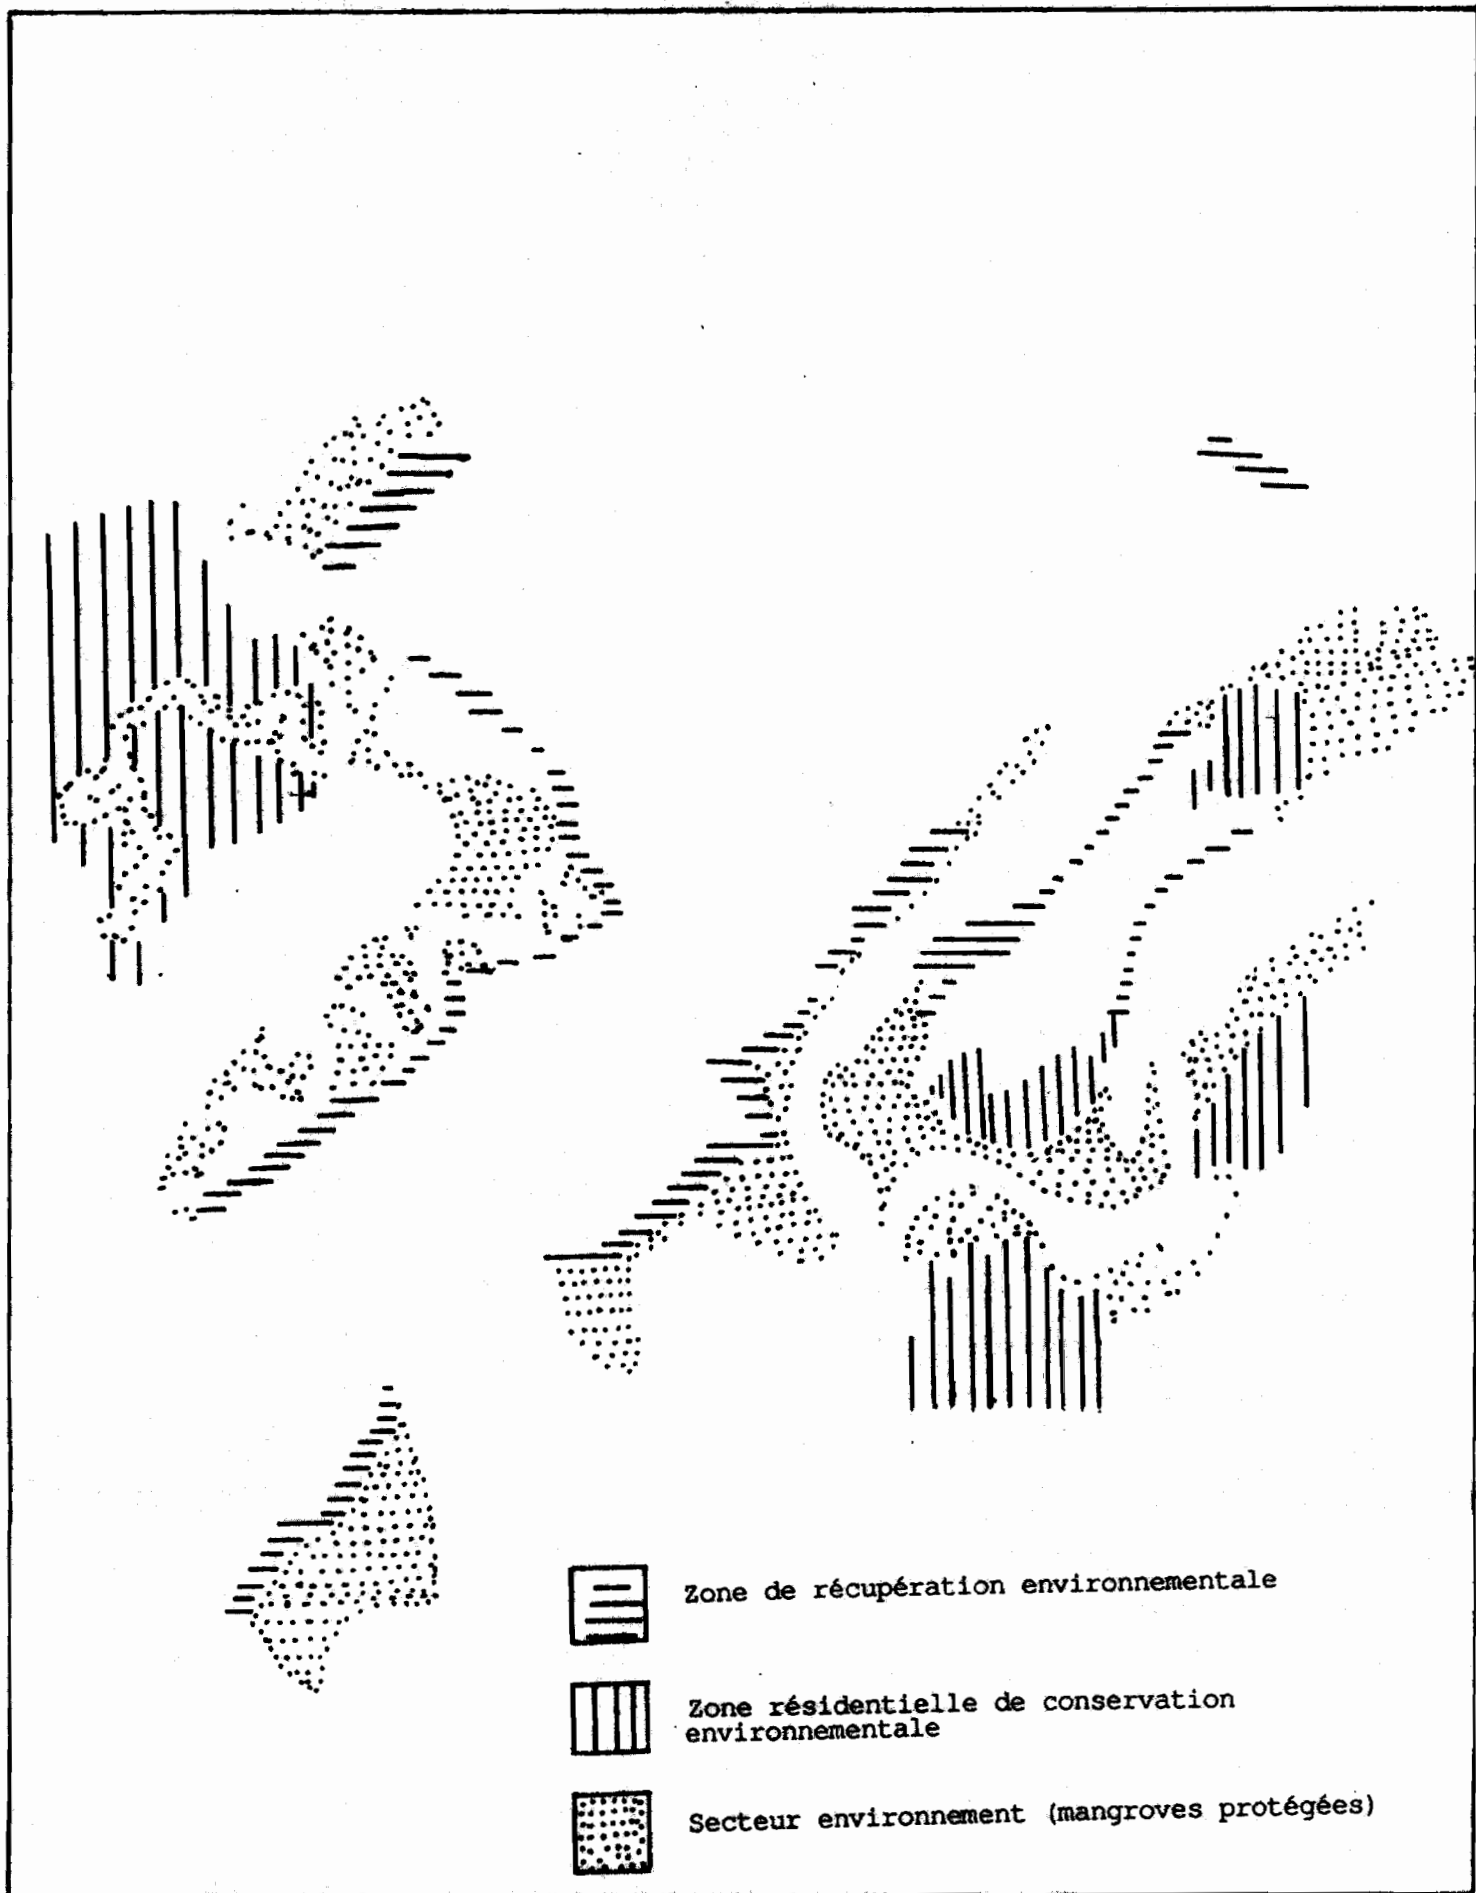 Zone de récupération environnementale
Zone résidentielle de conservation
environnementale
Secteur environnement (mangroves protégées)